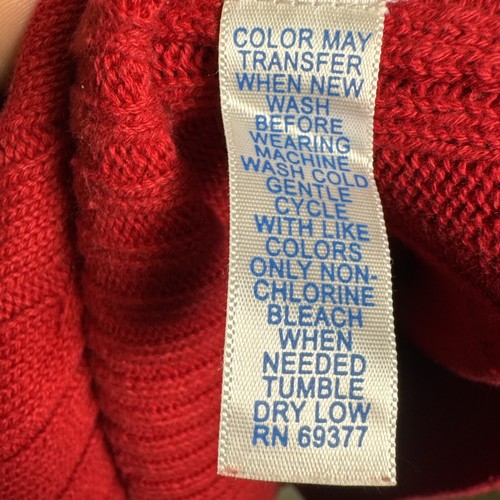 COLOR MAY
TRANSFER
WHEN NEW
WASH
BEFORE
WEARING
MACHINE
WASH COLD
GENTLE
CYCLE
WITH LIKE
COLORS
ONLY NON-
CHLORINE
BLEACH
WHEN
NEEDED
TUMBLE
DRY LOW
RN 69377